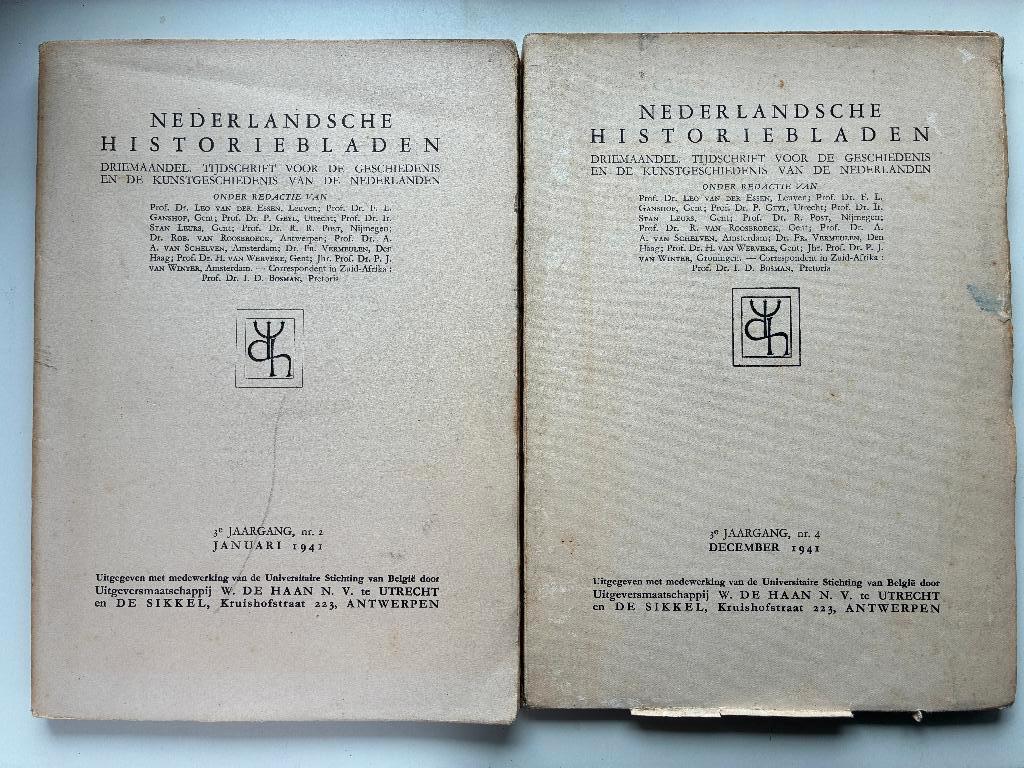 NEDERLANDSCHE
HISTORIEBLADEN
DRIEMAANDEL. TIJDSCHRIFT VOOR DE GESCHIEDENIS
EN DE KUNSTGESCHIEDENIS VAN DE NEDERLANDEN
ONDER REDACTIE VAN
Prof. Dr. LEO VAN DER ESSEN, Leuven; Prof. Dr. F. L.
GANSHOF, Gent; Prof. Dr. P. GEYL, Utrecht; Prof. Dr. Ir.
STAN LEURS, Gent; Prof. Dr. R. R. POST, Nijmegen;
Dr. ROB. VAN ROOSBROECK, Antwerpen; Prof. Dr. A.
A. VAN SCHELVEN, Amsterdam; Dr. FR. VERMEULEN, Den
Haag; Prof. Dr. H. VAN WERVEKE, Gent; Jhr. Prof. Dr. P. J.
VAN WINTER, Amsterdam. — Correspondent in Zuid-Afrika:
Prof. Dr. I. D. BOSMAN, Pretoria
dh
3e JAARGANG, nr. 2
JANUARI 1941
Uitgegeven met medewerking van de Universitaire Stichting van België door
Uitgeversmaatschappij W. DE HAAN N. V. te UTRECHT
en DE SIKKEL, Kruishofstraat 223, ANTWERPEN
NEDERLANDSCHE
HISTORIEBLADEN
DRIEMAANDEL. TIJDSCHRIFT VOOR DE GESCHIEDENIS
EN DE KUNSTGESCHIEDENIS VAN DE NEDERLANDEN
ONDER REDACTIE VAN
Prof. Dr. LEO VAN DER ESSEN, Leuven; Prof. Dr. F. L.
GANSHOF, Gent; Prof. Dr. P. GEYL, Utrecht; Prof. Dr. Ir.
STAN LEURS, Gent; Prof. Dr. R. POST, Nijmegen;
Prof. Dr. R. VAN ROOSBROECK, Gent; Prof. Dr. A.
A. VAN SCHELVEN, Amsterdam; Dr. FR. VERMEULEN, Den
Haag; Prof. Dr. H. VAN WERVEKE, Gent; Jhr. Prof. Dr. P. J.
VAN WINTER, Groningen. — Correspondent in Zuid-Afrika:
Prof. Dr. I. D. BOSMAN, Pretoria
dh
3e JAARGANG, nr. 4
DECEMBER 1941
Uitgegeven met medewerking van de Universitaire Stichting van België door
Uitgeversmaatschappij W. DE HAAN N. V. te UTRECHT
en DE SIKKEL, Kruishofstraat 223, ANTWERPEN